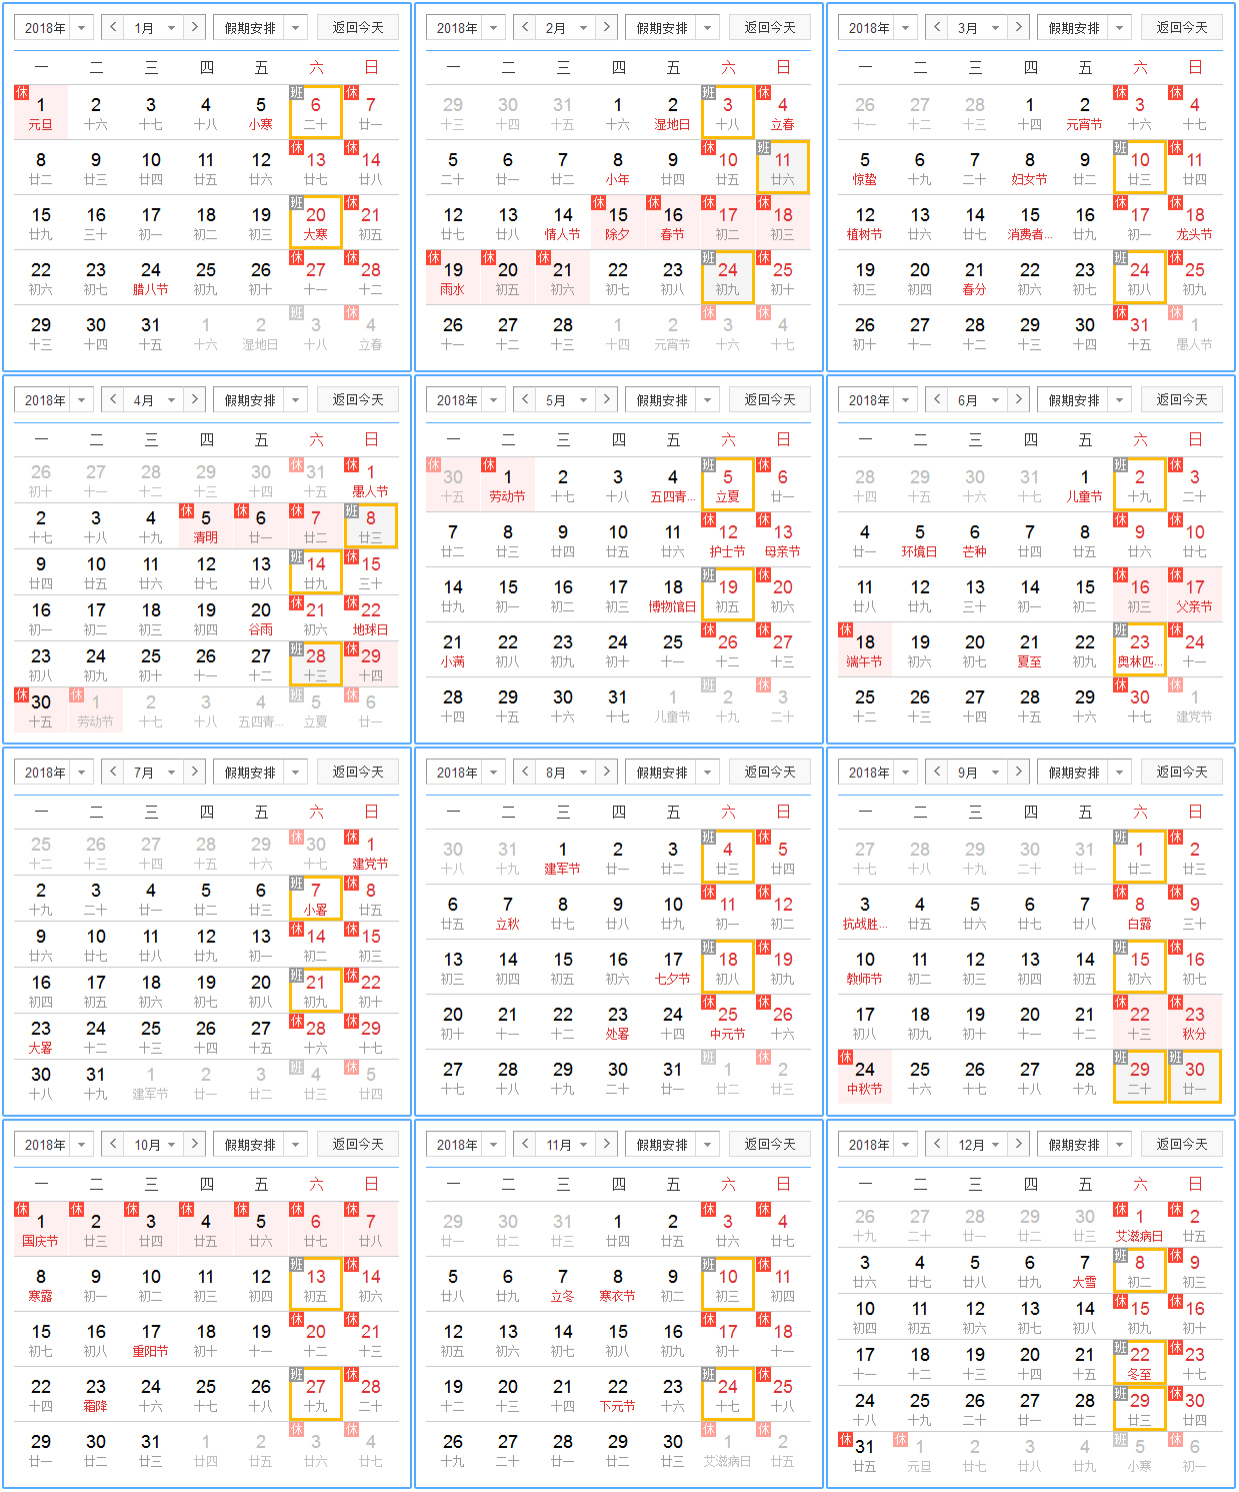 2018年 1月 假期安排 返回今天
一 二 三 四 五 六 日
休 班 休
1 2 3 4 5 6 7
元旦 十六 十七 十八 小寒 二十 廿一
休 休
8 9 10 11 12 13 14
廿二 廿三 廿四 廿五 廿六 廿七 廿八
班 休
15 16 17 18 19 20 21
廿九 三十 初一 初二 初三 大寒 初五
休 休
22 23 24 25 26 27 28
初六 初七 腊八节 初九 初十 十一 十二
班 休
29 30 31 1 2 3 4
十三 十四 十五 十六 湿地日 十八 立春
2018年 2月 假期安排 返回今天
一 二 三 四 五 六 日
班 休
29 30 31 1 2 3 4
十三 十四 十五 十六 湿地日 十八 立春
休 班
5 6 7 8 9 10 11
二十 廿一 廿二 小年 廿四 廿五 廿六
休 休 休 休
12 13 14 15 16 17 18
廿七 廿八 情人节 除夕 春节 初二 初三
休 休 休 班 休
19 20 21 22 23 24 25
雨水 初五 初六 初七 初八 初九 初十
休 休
26 27 28 1 2 3 4
十一 十二 十三 十四 元宵节 十六 十七
2018年 3月 假期安排 返回今天
一 二 三 四 五 六 日
休 休
26 27 28 1 2 3 4
十一 十二 十三 十四 元宵节 十六 十七
班 休
5 6 7 8 9 10 11
惊蛰 十九 二十 妇女节 廿二 廿三 廿四
休 休
12 13 14 15 16 17 18
植树节 廿六 廿七 消费者... 廿九 初一 龙头节
班 休
19 20 21 22 23 24 25
初三 初四 春分 初六 初七 初八 初九
休 休
26 27 28 29 30 31 1
初十 十一 十二 十三 十四 十五 愚人节
2018年 4月 假期安排 返回今天
一 二 三 四 五 六 日
休 休
26 27 28 29 30 31 1
初十 十一 十二 十三 十四 十五 愚人节
休 休 休 班
2 3 4 5 6 7 8
十七 十八 十九 清明 廿一 廿二 廿三
班 休
9 10 11 12 13 14 15
廿四 廿五 廿六 廿七 廿八 廿九 三十
休 休
16 17 18 19 20 21 22
初一 初二 初三 初四 谷雨 初六 地球日
班 休
23 24 25 26 27 28 29
初八 初九 初十 十一 十二 十三 十四
休 休 班 休
30 1 2 3 4 5 6
十五 劳动节 十七 十八 五四青... 立夏 廿一
2018年 5月 假期安排 返回今天
一 二 三 四 五 六 日
休 休 班 休
30 1 2 3 4 5 6
十五 劳动节 十七 十八 五四青... 立夏 廿一
休 休
7 8 9 10 11 12 13
廿二 廿三 廿四 廿五 廿六 护士节 母亲节
班 休
14 15 16 17 18 19 20
廿九 初一 初二 初三 博物馆日 初五 初六
休 休
21 22 23 24 25 26 27
小满 初八 初九 初十 十一 十二 十三
班 休
28 29 30 31 1 2 3
十四 十五 十六 十七 儿童节 十九 二十
2018年 6月 假期安排 返回今天
一 二 三 四 五 六 日
班 休
28 29 30 31 1 2 3
十四 十五 十六 十七 儿童节 十九 二十
休 休
4 5 6 7 8 9 10
廿一 环境日 芒种 廿四 廿五 廿六 廿七
休 休
11 12 13 14 15 16 17
廿八 廿九 三十 初一 初二 初三 父亲节
休 班 休
18 19 20 21 22 23 24
端午节 初六 初七 夏至 初九 奥林匹... 十一
休 休
25 26 27 28 29 30 1
十二 十三 十四 十五 十六 十七 建党节
2018年 7月 假期安排 返回今天
一 二 三 四 五 六 日
休 休
25 26 27 28 29 30 1
十二 十三 十四 十五 十六 十七 建党节
班 休
2 3 4 5 6 7 8
十九 二十 廿一 廿二 廿三 小暑 廿五
休 休
9 10 11 12 13 14 15
廿六 廿七 廿八 廿九 初一 初二 初三
班 休
16 17 18 19 20 21 22
初四 初五 初六 初七 初八 初九 初十
休 休
23 24 25 26 27 28 29
大暑 十二 十三 十四 十五 十六 十七
班 休
30 31 1 2 3 4 5
十八 十九 建军节 廿一 廿二 廿三 廿四
2018年 8月 假期安排 返回今天
一 二 三 四 五 六 日
班 休
30 31 1 2 3 4 5
十八 十九 建军节 廿一 廿二 廿三 廿四
休 休
6 7 8 9 10 11 12
廿五 立秋 廿七 廿八 廿九 初一 初二
班 休
13 14 15 16 17 18 19
初三 初四 初五 初六 七夕节 初八 初九
休 休
20 21 22 23 24 25 26
初十 十一 十二 处暑 十四 中元节 十六
班 休
27 28 29 30 31 1 2
十七 十八 十九 二十 廿一 廿二 廿三
2018年 9月 假期安排 返回今天
一 二 三 四 五 六 日
班 休
27 28 29 30 31 1 2
十七 十八 十九 二十 廿一 廿二 廿三
休 休
3 4 5 6 7 8 9
抗战胜... 廿五 廿六 廿七 廿八 白露 三十
班 休
10 11 12 13 14 15 16
教师节 初二 初三 初四 初五 初六 初七
休 休
17 18 19 20 21 22 23
初八 初九 初十 十一 十二 十三 秋分
休 班 班
24 25 26 27 28 29 30
中秋节 十六 十七 十八 十九 二十 廿一
2018年 10月 假期安排 返回今天
一 二 三 四 五 六 日
休 休 休 休 休 休 休
1 2 3 4 5 6 7
国庆节 廿三 廿四 廿五 廿六 廿七 廿八
班 休
8 9 10 11 12 13 14
寒露 初一 初二 初三 初四 初五 初六
休 休
15 16 17 18 19 20 21
初七 初八 重阳节 初十 十一 十二 十三
班 休
22 23 24 25 26 27 28
十四 霜降 十六 十七 十八 十九 二十
休 休
29 30 31 1 2 3 4
廿一 廿二 廿三 廿四 廿五 廿六 廿七
2018年 11月 假期安排 返回今天
一 二 三 四 五 六 日
休 休
29 30 31 1 2 3 4
廿一 廿二 廿三 廿四 廿五 廿六 廿七
班 休
5 6 7 8 9 10 11
廿八 廿九 立冬 寒衣节 初二 初三 初四
休 休
12 13 14 15 16 17 18
初五 初六 初七 初八 初九 初十 十一
班 休
19 20 21 22 23 24 25
十二 十三 十四 下元节 十六 十七 十八
休 休
26 27 28 29 30 1 2
十九 二十 廿一 廿二 廿三 艾滋病日 廿五
2018年 12月 假期安排 返回今天
一 二 三 四 五 六 日
休 休
26 27 28 29 30 1 2
十九 二十 廿一 廿二 廿三 艾滋病日 廿五
班 休
3 4 5 6 7 8 9
廿六 廿七 廿八 廿九 大雪 初二 初三
休 休
10 11 12 13 14 15 16
初四 初五 初六 初七 初八 初九 初十
班 休
17 18 19 20 21 22 23
十一 十二 十三 十四 十五 冬至 十七
班 休
24 25 26 27 28 29 30
十八 十九 二十 廿一 廿二 廿三 廿四
休 休 班 休
31 1 2 3 4 5 6
廿五 元旦 廿七 廿八 廿九 小寒 初一